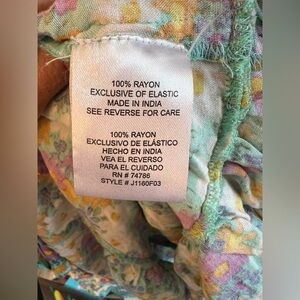 100% RAYON
EXCLUSIVE OF ELASTIC
MADE IN INDIA
SEE REVERSE FOR CARE
100% RAYON
EXCLUSIVO DE ELÁSTICO
HECHO EN INDIA
VEA EL REVERSO
PARA EL CUIDADO
RN # 74786
STYLE # J1160F03